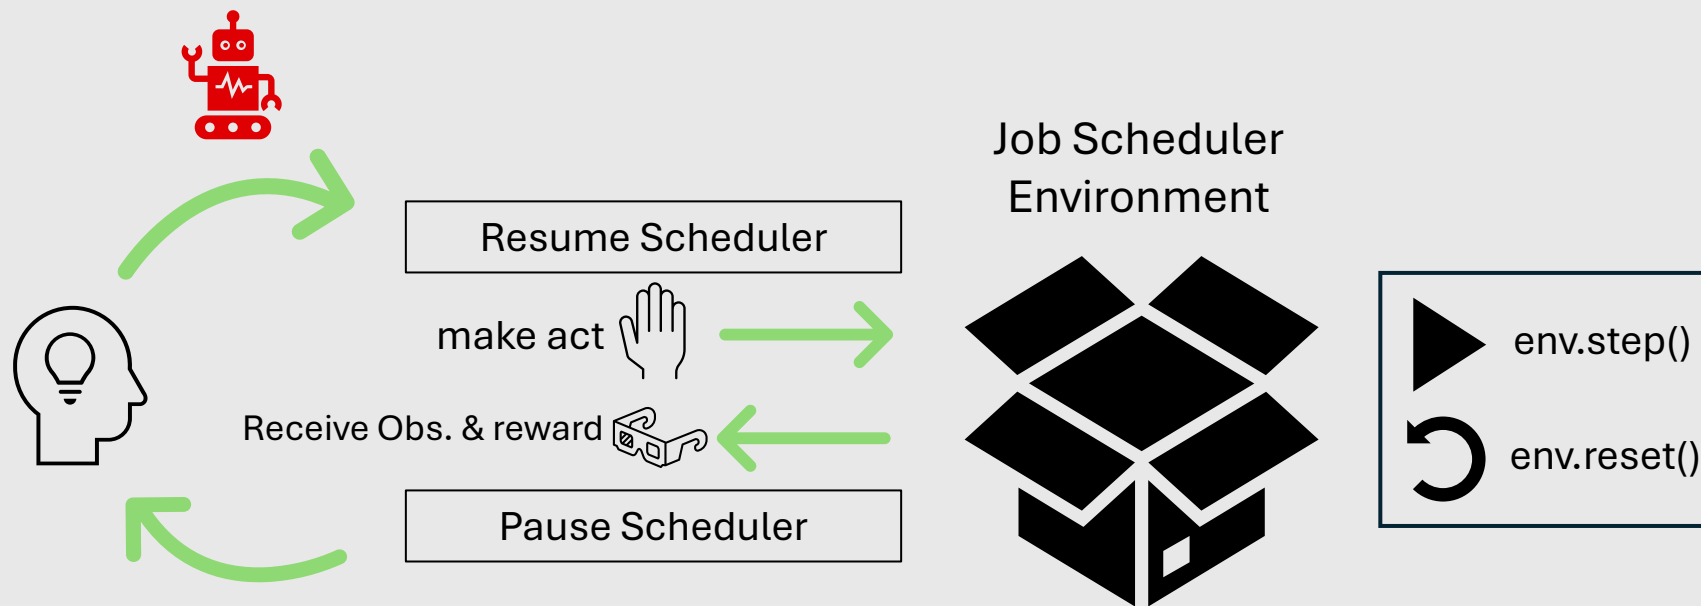 Job Scheduler
Environment
Resume Scheduler
make act
Receive Obs. & reward
Pause Scheduler
env.step()
env.reset()